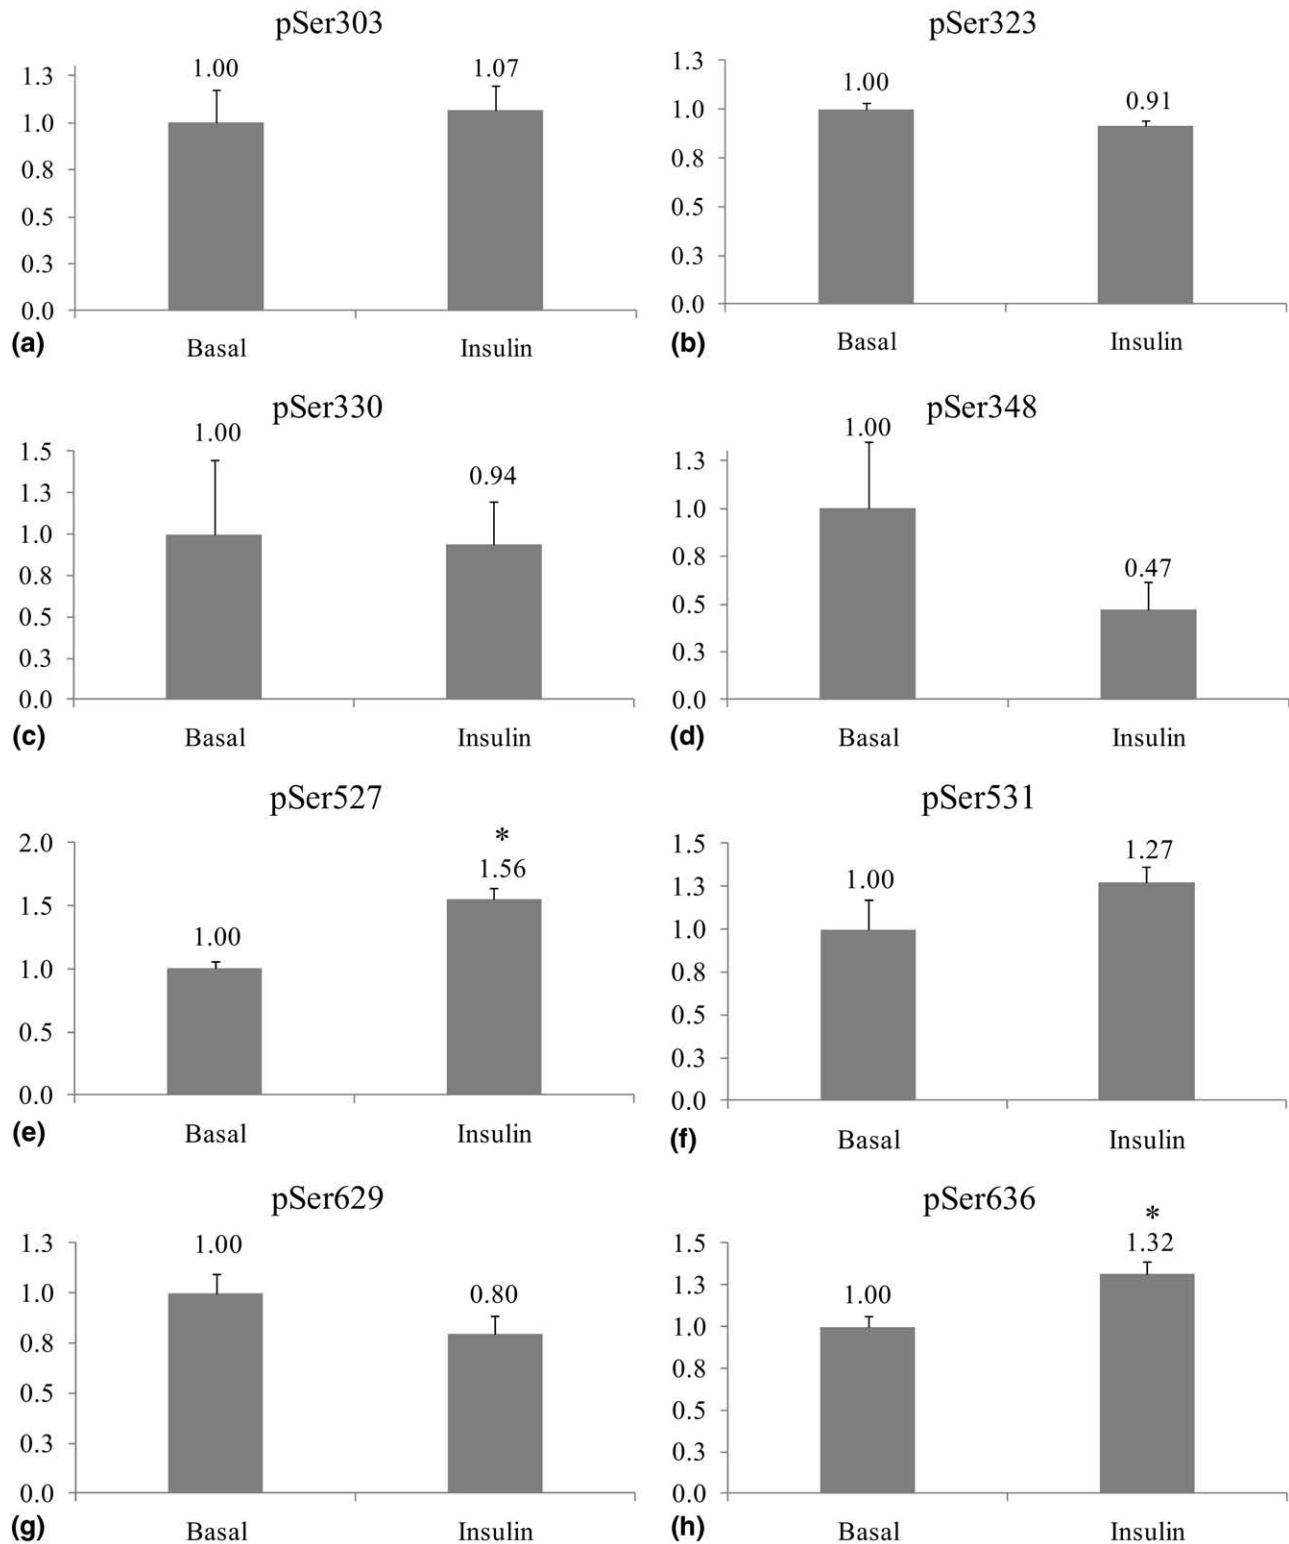 pSer303
1.00 1.07
1.3
1.0
0.8
0.5
0.3
0.0
Basal Insulin
(a)
pSer323
1.00 0.91
1.3
1.0
0.8
0.5
0.3
0.0
Basal Insulin
(b)
pSer330
1.00 0.94
1.5
1.3
1.0
0.8
0.5
0.3
0.0
Basal Insulin
(c)
pSer348
1.00 0.47
1.3
1.0
0.8
0.5
0.3
0.0
Basal Insulin
(d)
pSer527
*
1.00 1.56
2.0
1.5
1.0
0.5
0.0
Basal Insulin
(e)
pSer531
1.00 1.27
1.5
1.3
1.0
0.8
0.5
0.3
0.0
Basal Insulin
(f)
pSer629
1.00 0.80
1.3
1.0
0.8
0.5
0.3
0.0
Basal Insulin
(g)
pSer636
*
1.00 1.32
1.5
1.3
1.0
0.8
0.5
0.3
0.0
Basal Insulin
(h)